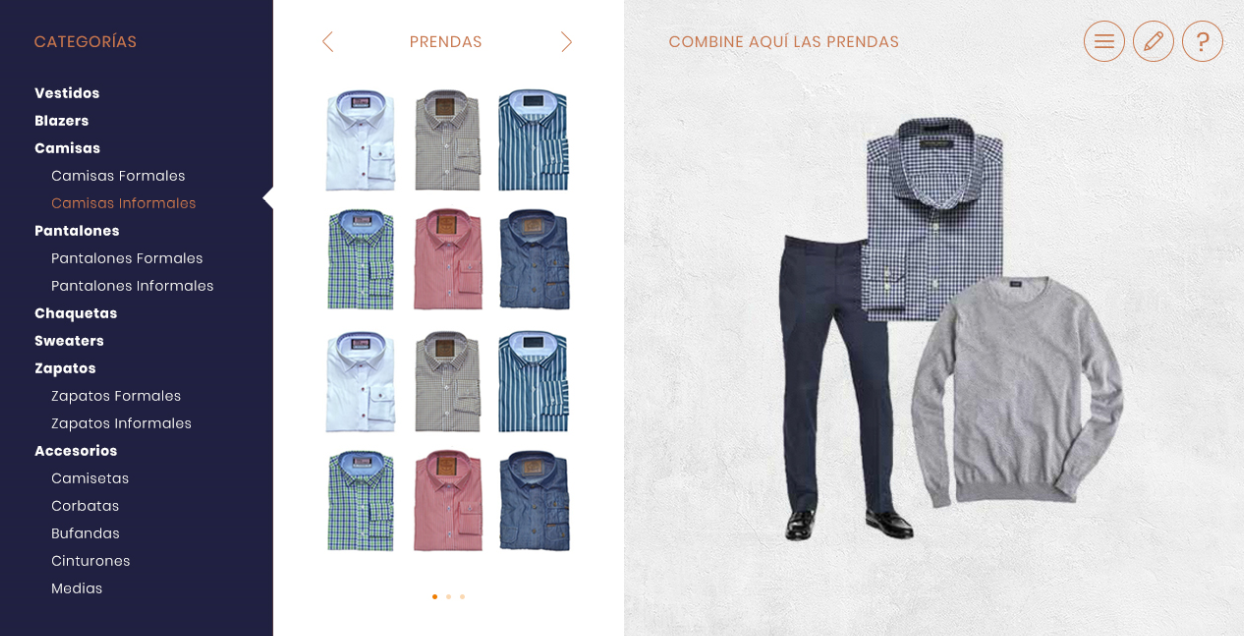 CATEGORÍAS
Vestidos
Blazers
Camisas
Camisas Formales
Camisas Informales
Pantalones
Pantalones Formales
Pantalones Informales
Chaquetas
Sweaters
Zapatos
Zapatos Formales
Zapatos Informales
Accesorios
Camisetas
Corbatas
Bufandas
Cinturones
Medias
PRENDAS
COMBINE AQUÍ LAS PRENDAS
?